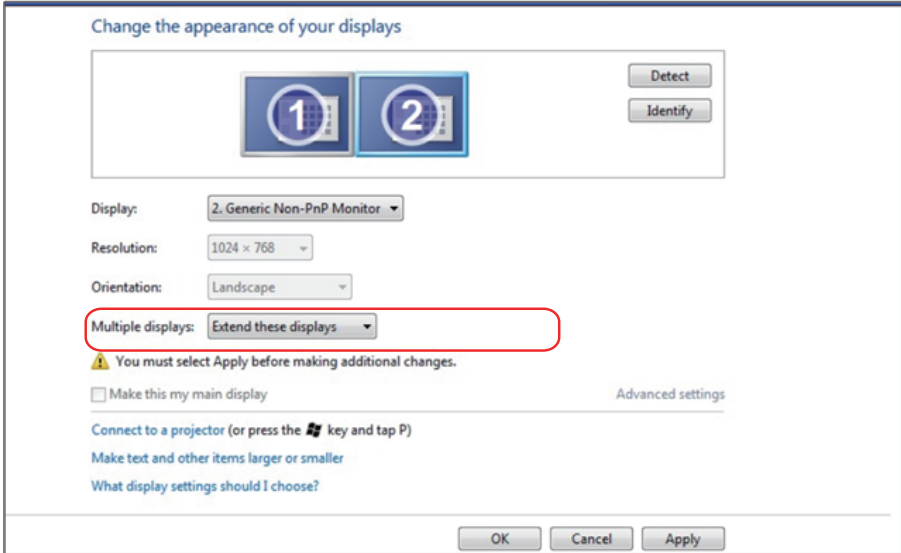 Change the appearance of your displays
1
2
Detect
Identify
Display: 2. Generic Non-PnP Monitor
Resolution: 1024 × 768
Orientation: Landscape
Multiple displays: Extend these displays
You must select Apply before making additional changes.
Make this my main display Advanced settings
Connect to a projector (or press the key and tap P)
Make text and other items larger or smaller
What display settings should I choose?
OK Cancel Apply